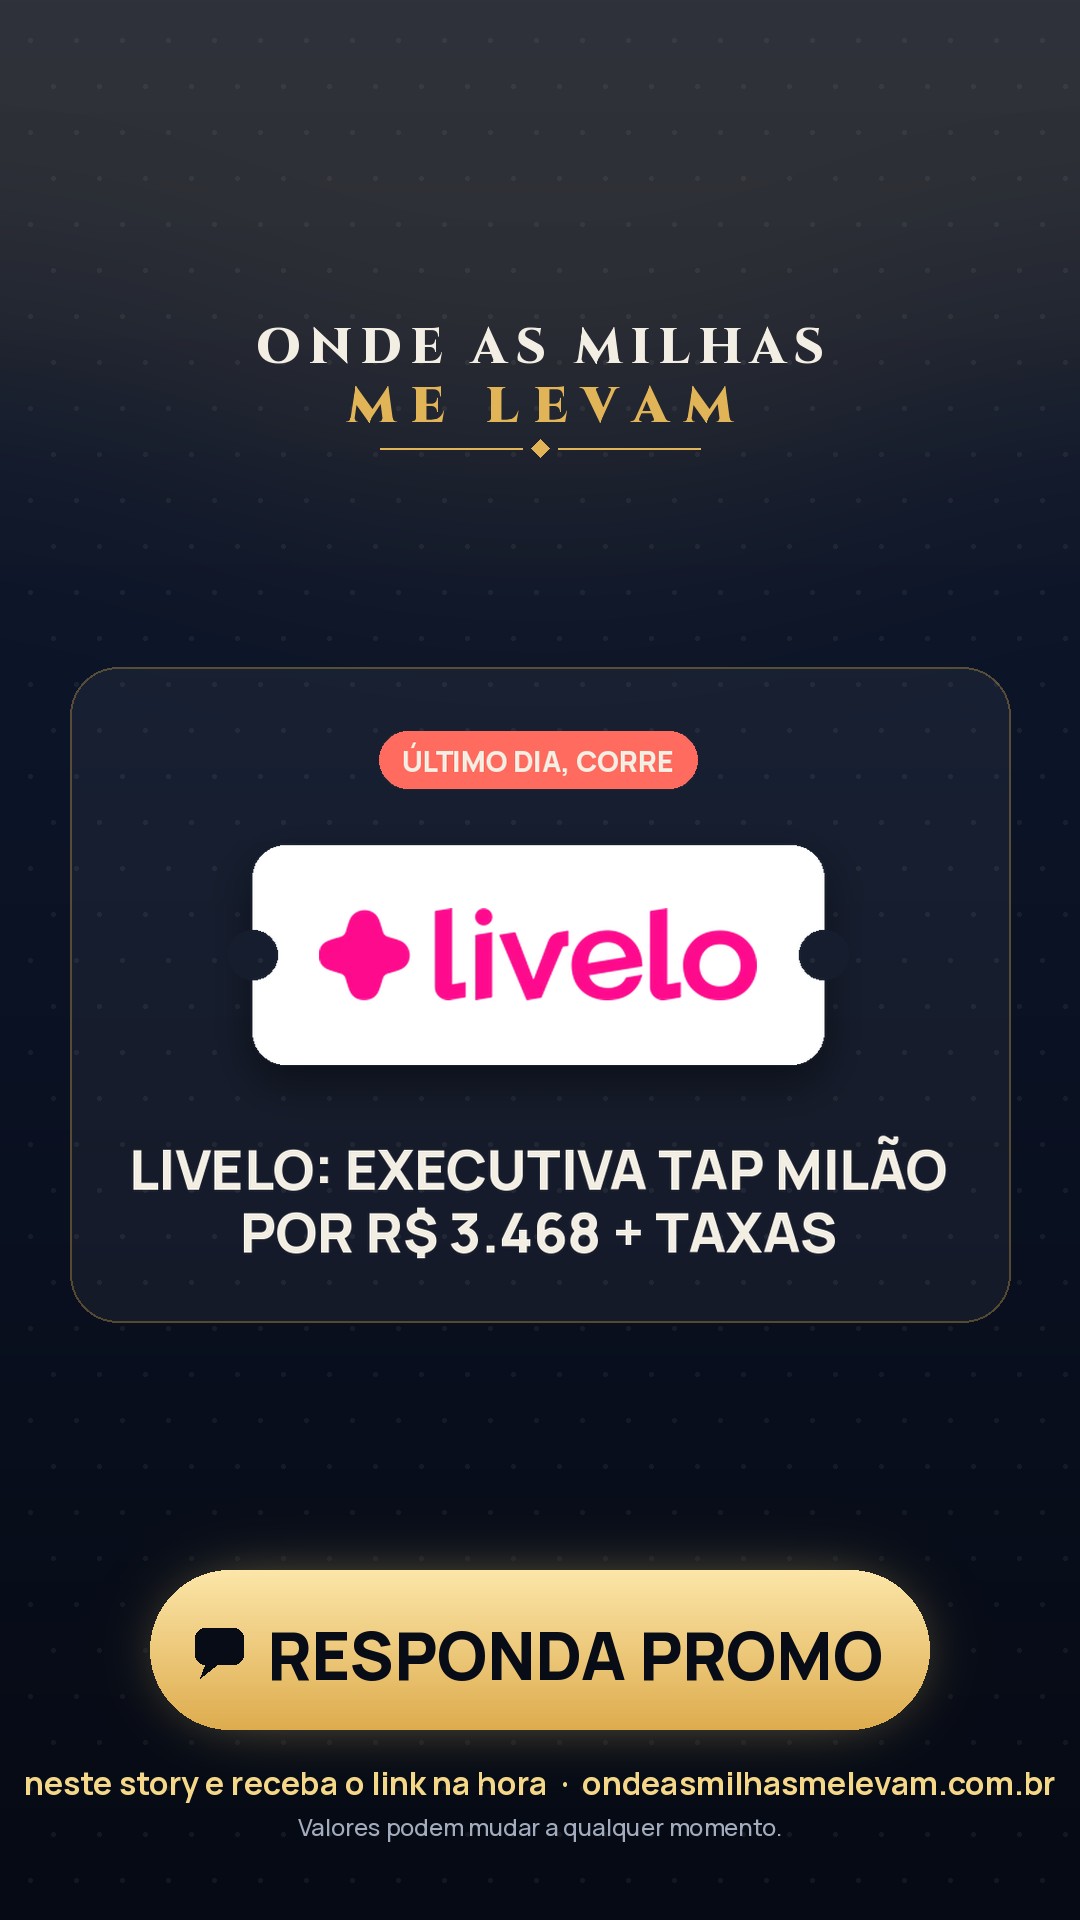 ONDE AS MILHAS
ME LEVAM
ÚLTIMO DIA, CORRE
livelo
LIVELO: EXECUTIVA TAP MILÃO
POR R$ 3.468 + TAXAS
RESPONDA PROMO
neste story e receba o link na hora · ondeasmilhasmelevam.com.br
Valores podem mudar a qualquer momento.